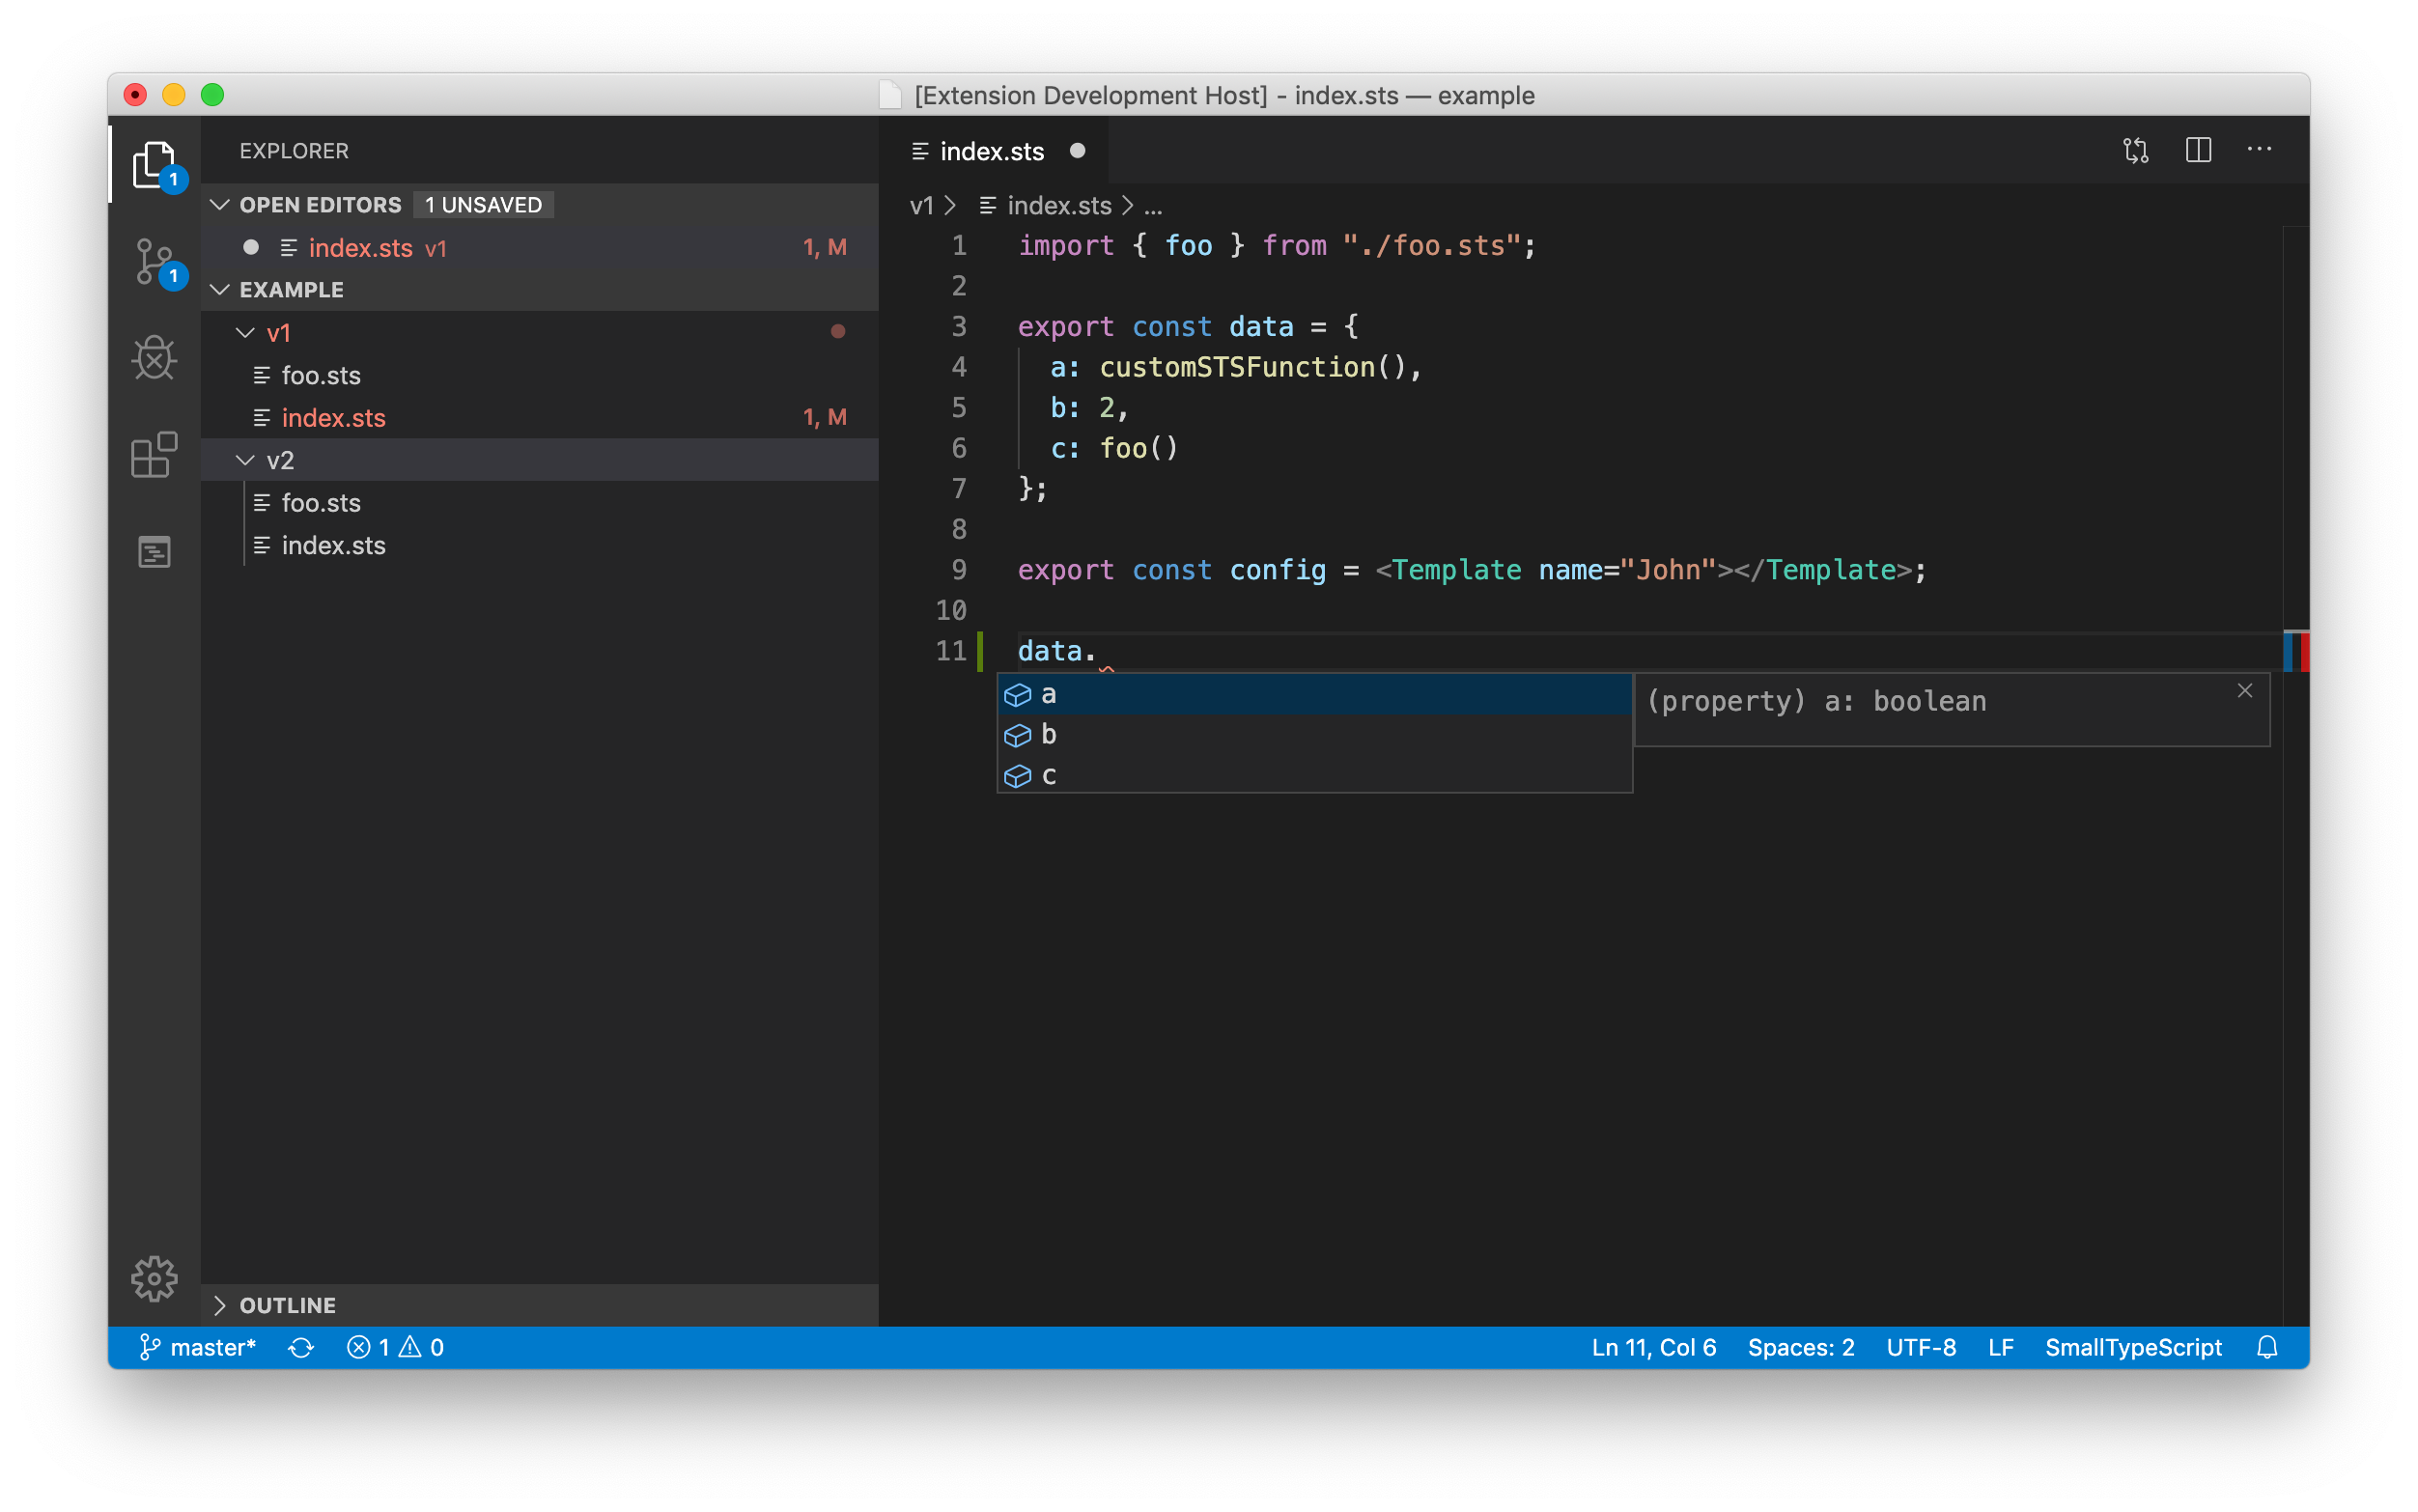 [Extension Development Host] - index.sts — example
EXPLORER
OPEN EDITORS 1 UNSAVED
index.sts v1 1, M
EXAMPLE
v1
foo.sts
index.sts 1, M
v2
foo.sts
index.sts
OUTLINE
1
1
index.sts
v1 > index.sts > ...
1 import { foo } from "./foo.sts";
2
3 export const data = {
4 a: customSTSFunction(),
5 b: 2,
6 c: foo()
7 };
8
9 export const config = <Template name="John"></Template>;
10
11 data.
a
b
c
(property) a: boolean
master* 1 0
Ln 11, Col 6 Spaces: 2 UTF-8 LF SmallTypeScript